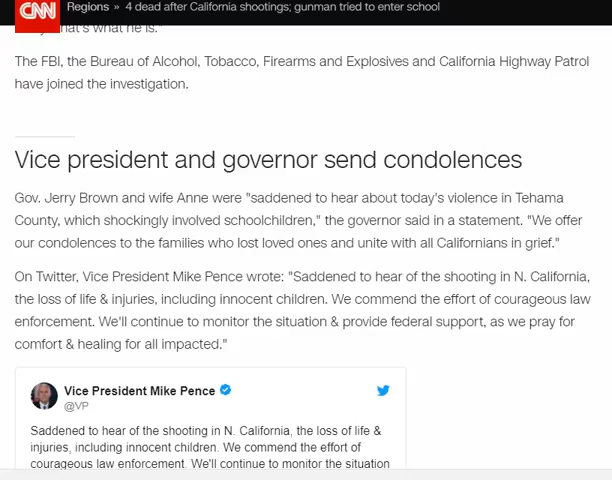 CNN Regions » 4 dead after California shootings; gunman tried to enter school
that's what he is."
The FBI, the Bureau of Alcohol, Tobacco, Firearms and Explosives and California Highway Patrol
have joined the investigation.
Vice president and governor send condolences
Gov. Jerry Brown and wife Anne were "saddened to hear about today's violence in Tehama
County, which shockingly involved schoolchildren," the governor said in a statement. "We offer
our condolences to the families who lost loved ones and unite with all Californians in grief."
On Twitter, Vice President Mike Pence wrote: "Saddened to hear of the shooting in N. California,
the loss of life & injuries, including innocent children. We commend the effort of courageous law
enforcement. We'll continue to monitor the situation & provide federal support, as we pray for
comfort & healing for all impacted."
Vice President Mike Pence
@VP
Saddened to hear of the shooting in N. California, the loss of life &
injuries, including innocent children. We commend the effort of
courageous law enforcement. We'll continue to monitor the situation